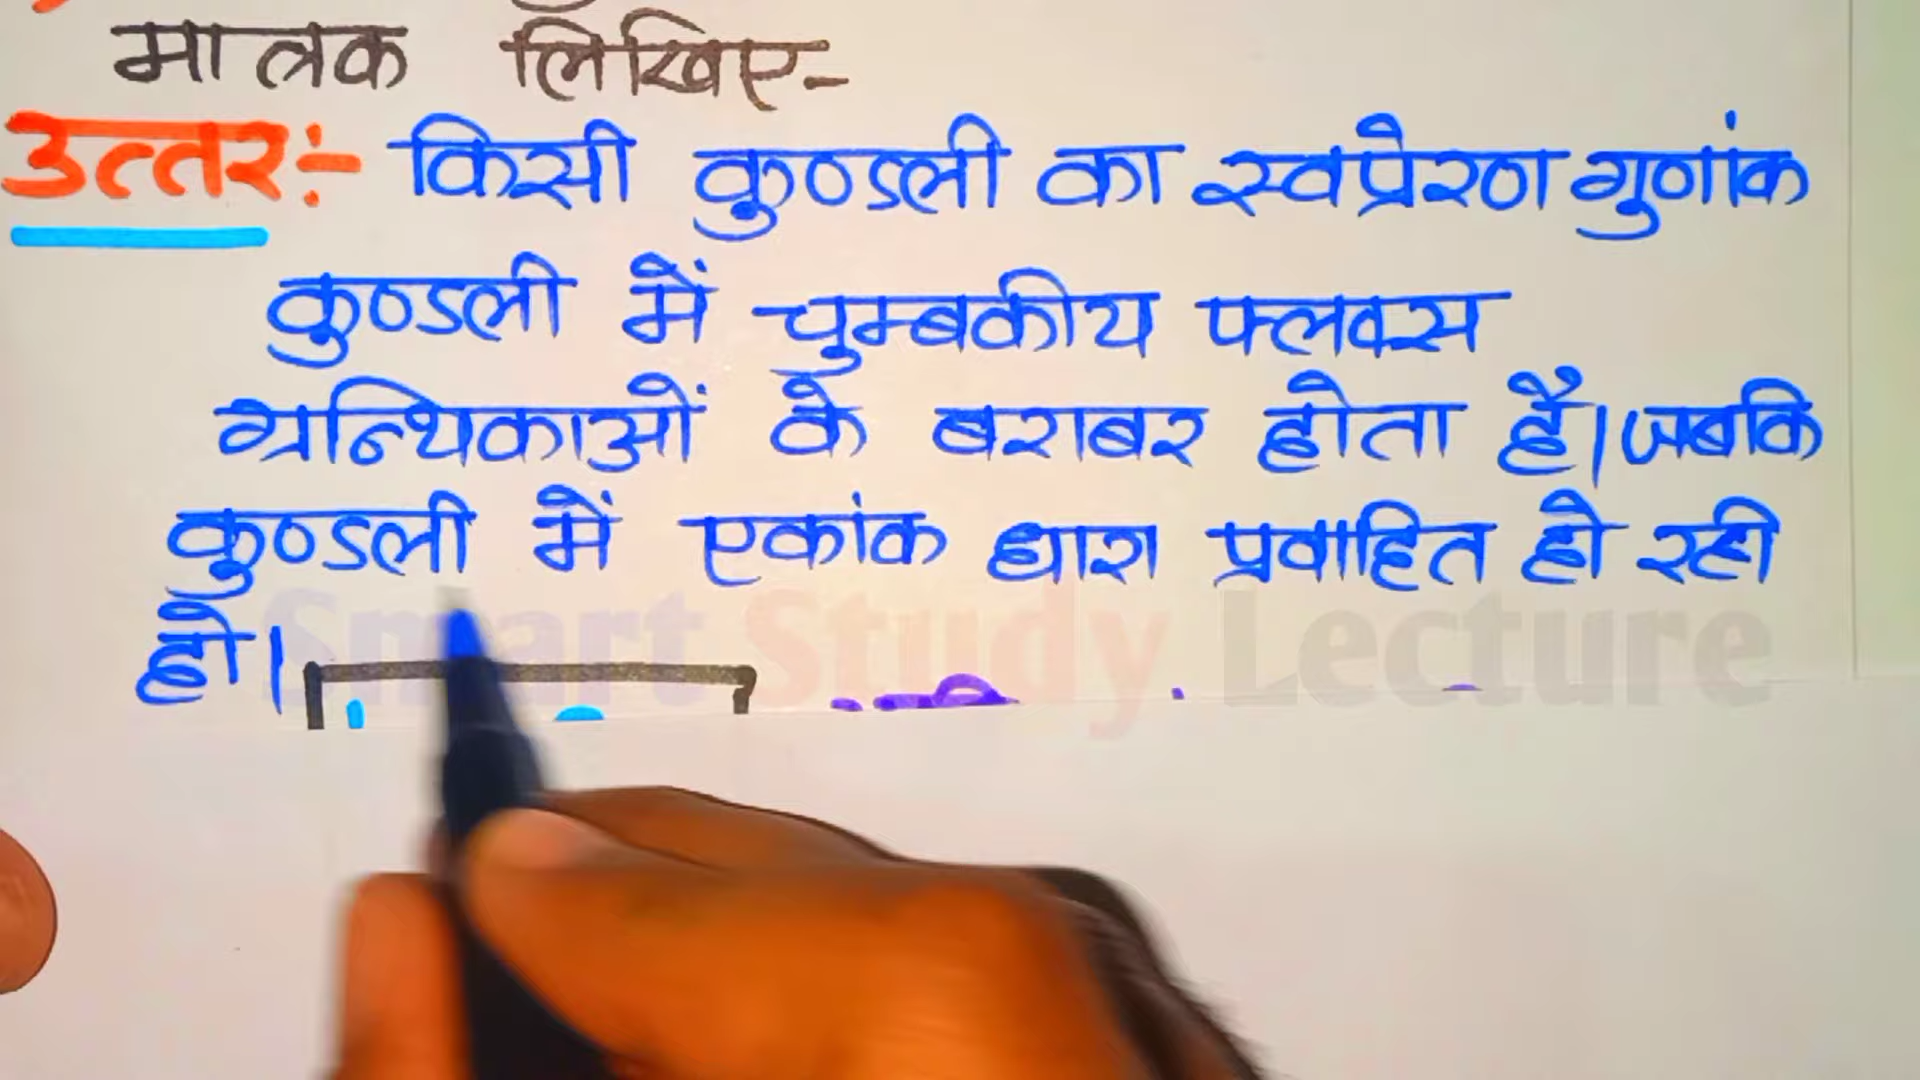 मात्रक लिखिए-
उत्तर:- किसी कुण्डली का स्वप्रेरण गुणांक
कुण्डली में चुम्बकीय फ्लक्स
ग्रन्थिकाओं के बराबर होता है। जबकि
कुण्डली में एकांक धारा प्रवाहित हो रही
हो।
Smart Study Lecture